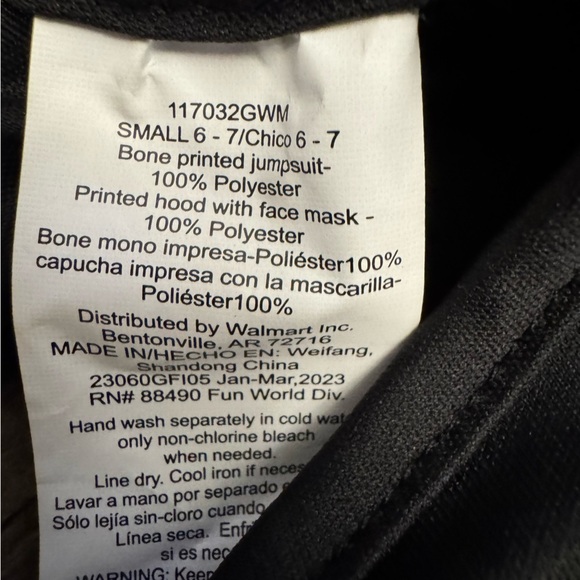 117032GWM
SMALL 6 - 7/Chico 6 - 7
Bone printed jumpsuit-
100% Polyester
Printed hood with face mask -
100% Polyester
Bone mono impresa-Poliéster100%
capucha impresa con la mascarilla-
Poliéster100%
Distributed by Walmart Inc.
Bentonville, AR 72716
MADE IN/HECHO EN: Weifang,
Shandong China
23060GFI05 Jan-Mar,2023
RN# 88490 Fun World Div.
Hand wash separately in cold
only non-chlorine bleach
when needed.
Line dry. Cool iron if
Lavar a mano por separado
Sólo lejía sin-cloro cuando
Línea seca.
si es
WARNING: Keep